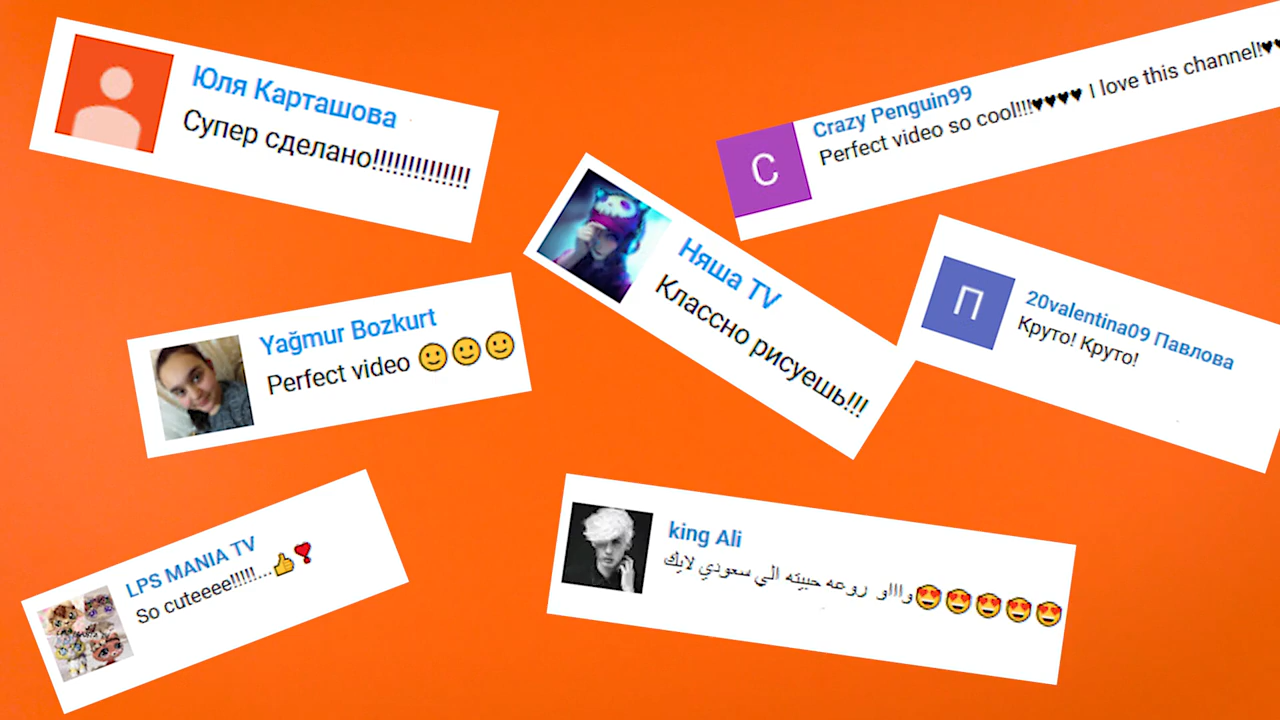 Юля Карташова
Супер сделано!!!!!!!!!!!!!!
Crazy Penguin99
Perfect video so cool!!!♥♥♥♥ I love this channel!♥♥
C
Няша TV
Классно рисуешь!!!
П
20valentina09 Павлова
Круто! Круто!
Yağmur Bozkurt
Perfect video 🙂🙂🙂
LPS MANIA TV
So cuteeee!!!!!...👍❣
king Ali
واااو روعه حبيته الي سعودي لايك😍😍😍😍😍